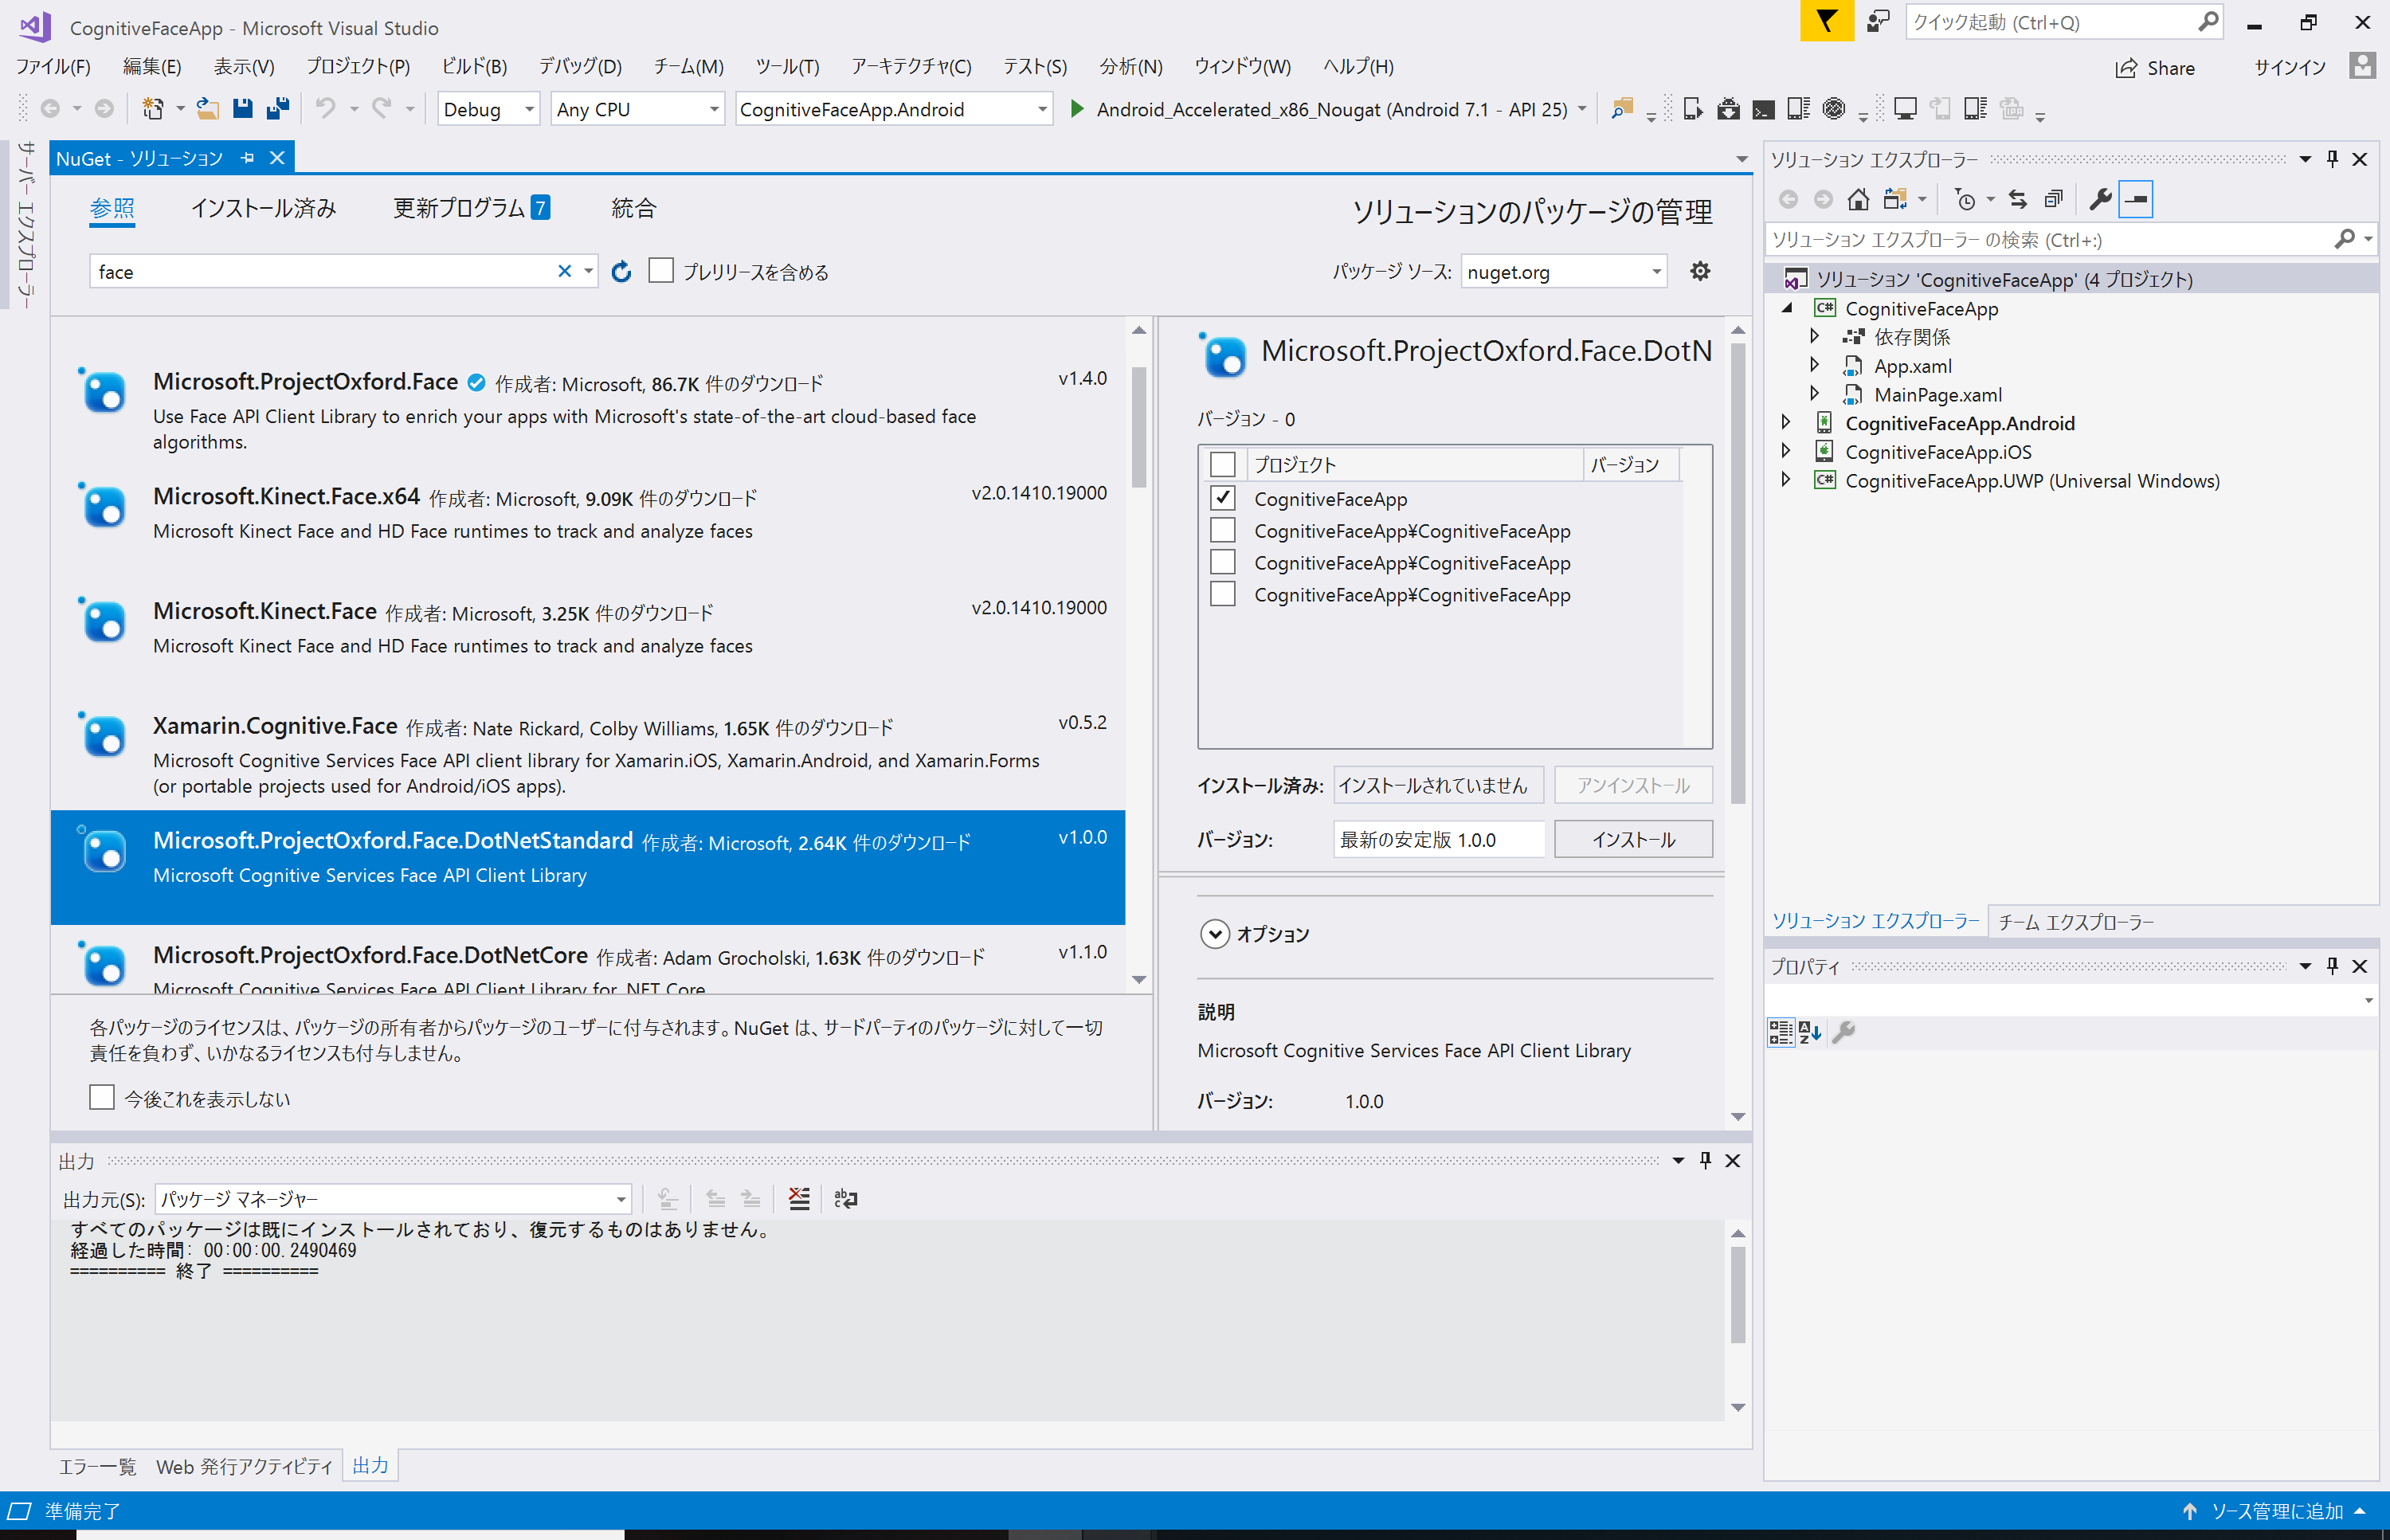 CognitiveFaceApp - Microsoft Visual Studio
クイック起動 (Ctrl+Q)
ファイル(F) 編集(E) 表示(V) プロジェクト(P) ビルド(B) デバッグ(D) チーム(M) ツール(T) アーキテクチャ(C) テスト(S) 分析(N) ウィンドウ(W) ヘルプ(H)
Share サインイン
Debug Any CPU CognitiveFaceApp.Android Android_Accelerated_x86_Nougat (Android 7.1 - API 25)
サーバー エクスプローラー
NuGet - ソリューション
参照 インストール済み 更新プログラム 7 統合
ソリューションのパッケージの管理
face
プレリリースを含める
パッケージ ソース: nuget.org
Microsoft.ProjectOxford.Face 作成者: Microsoft, 86.7K 件のダウンロード v1.4.0
Use Face API Client Library to enrich your apps with Microsoft's state-of-the-art cloud-based face
algorithms.
Microsoft.Kinect.Face.x64 作成者: Microsoft, 9.09K 件のダウンロード v2.0.1410.19000
Microsoft Kinect Face and HD Face runtimes to track and analyze faces
Microsoft.Kinect.Face 作成者: Microsoft, 3.25K 件のダウンロード v2.0.1410.19000
Microsoft Kinect Face and HD Face runtimes to track and analyze faces
Xamarin.Cognitive.Face 作成者: Nate Rickard, Colby Williams, 1.65K 件のダウンロード v0.5.2
Microsoft Cognitive Services Face API client library for Xamarin.iOS, Xamarin.Android, and Xamarin.Forms
(or portable projects used for Android/iOS apps).
Microsoft.ProjectOxford.Face.DotNetStandard 作成者: Microsoft, 2.64K 件のダウンロード v1.0.0
Microsoft Cognitive Services Face API Client Library
Microsoft.ProjectOxford.Face.DotNetCore 作成者: Adam Grocholski, 1.63K 件のダウンロード v1.1.0
Microsoft Cognitive Services Face API Client Library for .NET Core
各パッケージのライセンスは、パッケージの所有者からパッケージのユーザーに付与されます。NuGet は、サードパーティのパッケージに対して一切
責任を負わず、いかなるライセンスも付与しません。
今後これを表示しない
Microsoft.ProjectOxford.Face.DotN
バージョン - 0
プロジェクト バージョン
CognitiveFaceApp
CognitiveFaceApp¥CognitiveFaceApp
CognitiveFaceApp¥CognitiveFaceApp
CognitiveFaceApp¥CognitiveFaceApp
インストール済み: インストールされていません アンインストール
バージョン: 最新の安定版 1.0.0 インストール
オプション
説明
Microsoft Cognitive Services Face API Client Library
バージョン: 1.0.0
ソリューション エクスプローラー
ソリューション エクスプローラー の検索 (Ctrl+:)
ソリューション 'CognitiveFaceApp' (4 プロジェクト)
C# CognitiveFaceApp
依存関係
App.xaml
MainPage.xaml
CognitiveFaceApp.Android
CognitiveFaceApp.iOS
C# CognitiveFaceApp.UWP (Universal Windows)
ソリューション エクスプローラー チーム エクスプローラー
プロパティ
出力
出力元(S): パッケージ マネージャー
すべてのパッケージは既にインストールされており、復元するものはありません。
経過した時間: 00:00:00.2490469
========== 終了 ==========
エラー一覧 Web 発行アクティビティ 出力
準備完了
ソース管理に追加